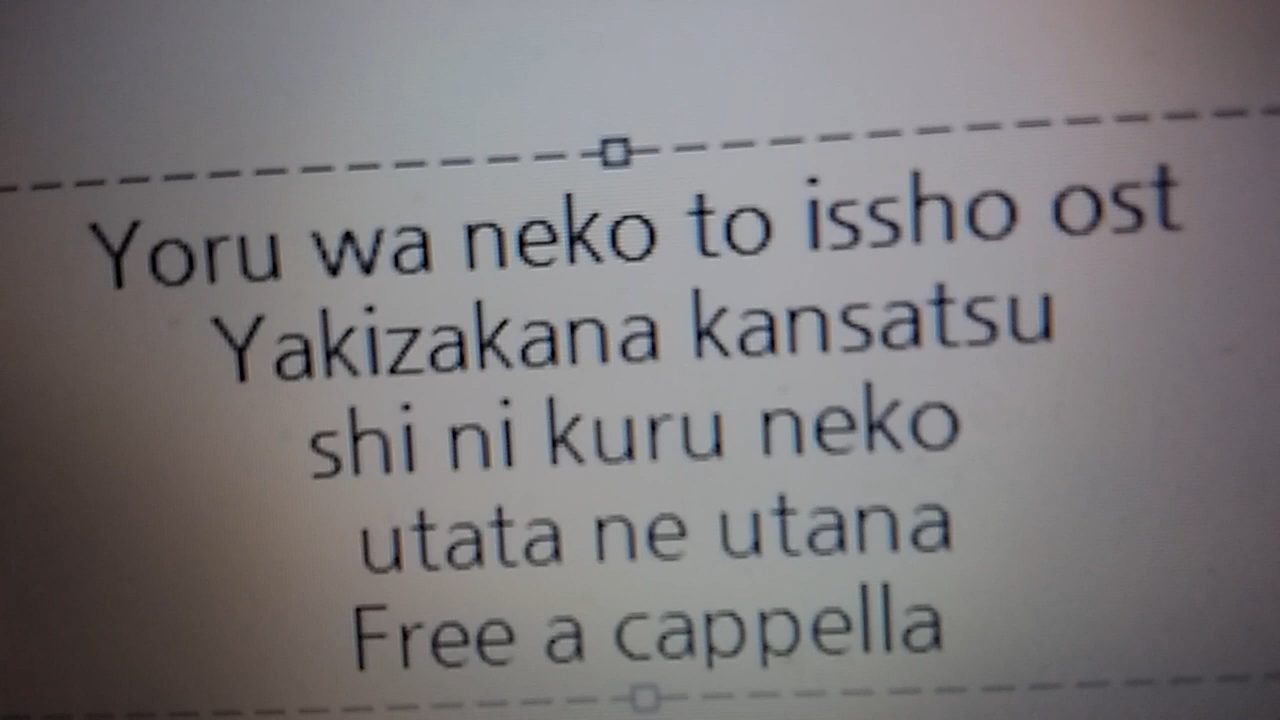 Yoru wa neko to issho ost
Yakizakana kansatsu
shi ni kuru neko
utata ne utana
Free a cappella